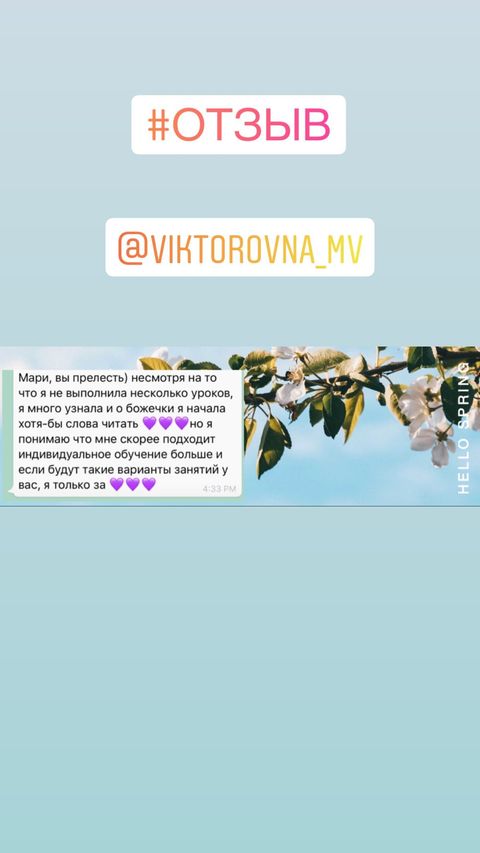 #ОТЗЫВ
@VIKTOROVNA_MV
Мари, вы прелесть) несмотря на то
что я не выполнила несколько уроков,
я много узнала и о божечки я начала
хотя-бы слова читать 💜💜💜но я
понимаю что мне скорее подходит
индивидуальное обучение больше и
если будут такие варианты занятий у
вас, я только за 💜💜💜
4:33 PM
HELLO SPRING